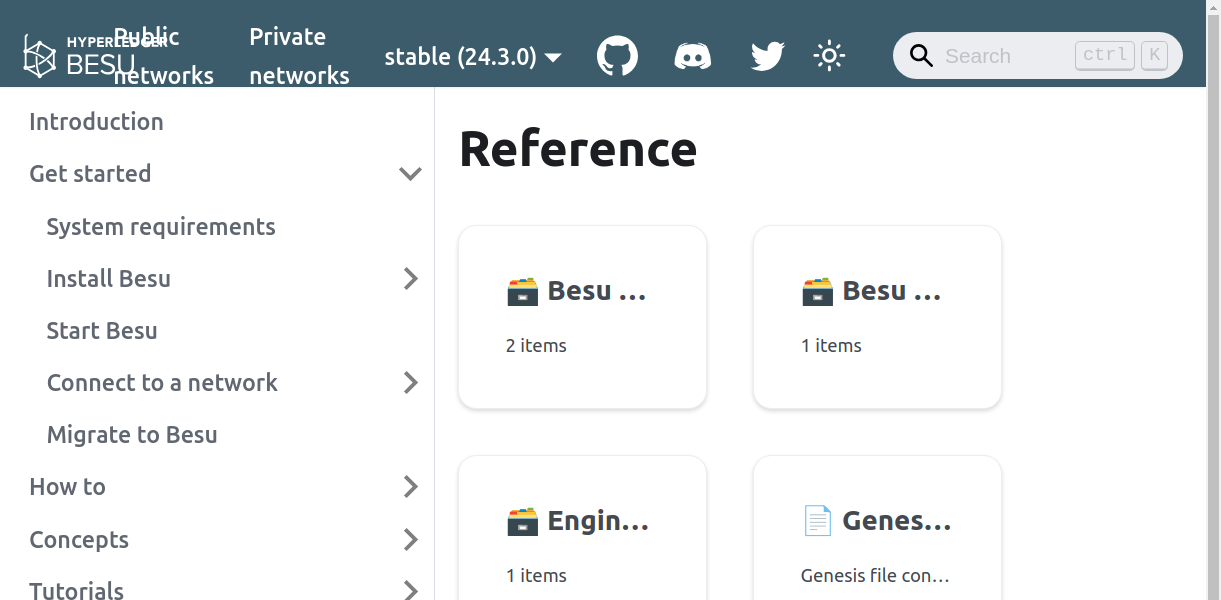 HYPERLEDGER
BESU
Public
networks
Private
networks
stable (24.3.0)
Search
ctrl K
Introduction
Get started
System requirements
Install Besu
Start Besu
Connect to a network
Migrate to Besu
How to
Concepts
Tutorials
Reference
Besu …
2 items
Besu …
1 items
Engin…
1 items
Genes…
Genesis file con…